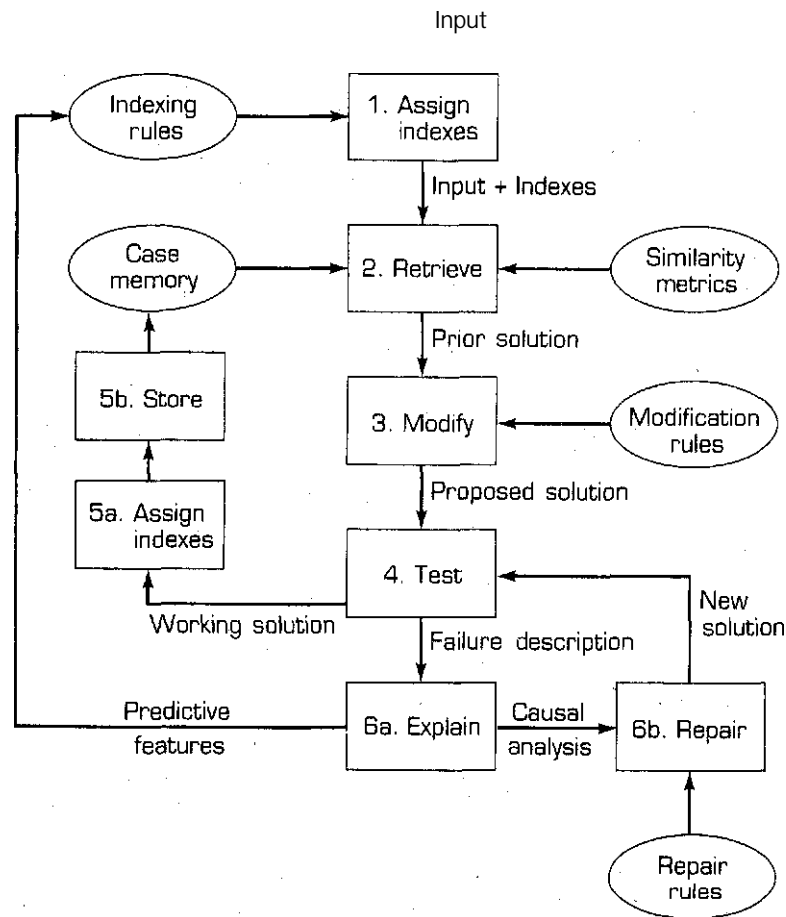 Input
Indexing
rules
1. Assign
indexes
Input + Indexes
Case
memory
2. Retrieve
Similarity
metrics
Prior solution
5b. Store
3. Modify
Modification
rules
Proposed solution
5a. Assign
indexes
4. Test
Working solution
New
solution
Failure description
Predictive
features
6a. Explain
Causal
analysis
6b. Repair
Repair
rules